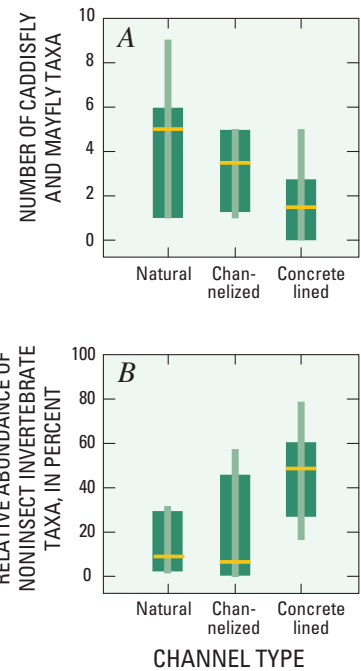 NUMBER OF CADDISFLY
AND MAYFLY TAXA
A
10
8
6
4
2
0
Natural
Chan-
nelized
Concrete
lined
RELATIVE ABUNDANCE OF
NONINSECT INVERTEBRATE
TAXA, IN PERCENT
B
100
80
60
40
20
0
Natural
Chan-
nelized
Concrete
lined
CHANNEL TYPE